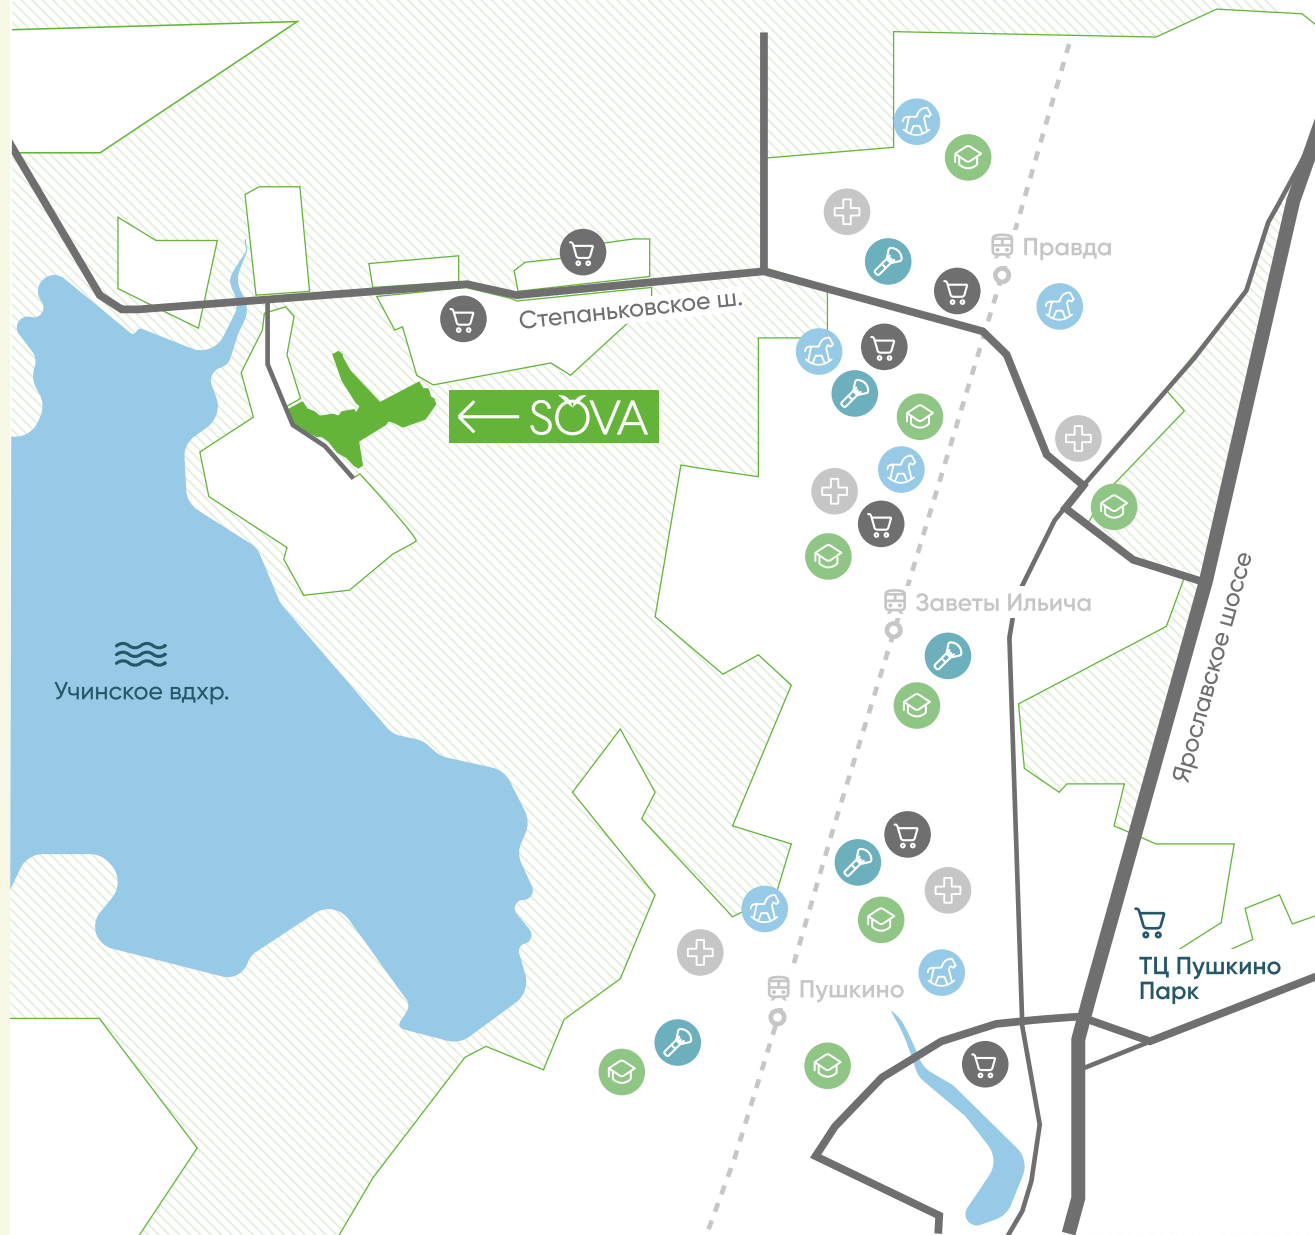 Правда
Степаньковское ш.
SOVA
Заветы Ильича
Ярославское шоссе
Учинское вдхр.
ТЦ Пушкино
Парк
Пушкино